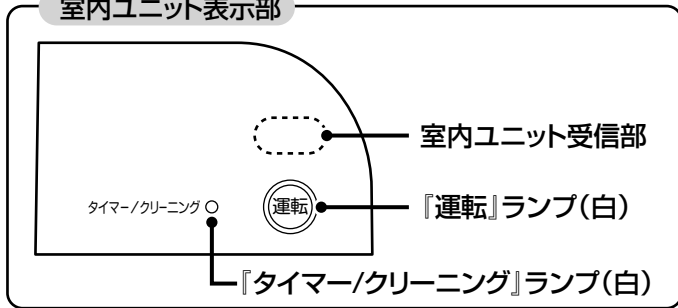 室内ユニット表示部
室内ユニット受信部
タイマー/クリーニング
運転
『運転』ランプ(白)
『タイマー/クリーニング』ランプ(白)